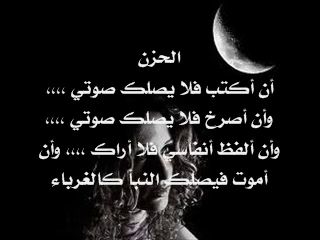 الحزن
أن أكتب فلا يصلك صوتي ،،،،
وأن أصرخ فلا يصلك صوتي ،،،،
وأن ألفظ أنفاسي فلا أراك ،،،، وأن
أموت فيصلك النبأ كالغرباء